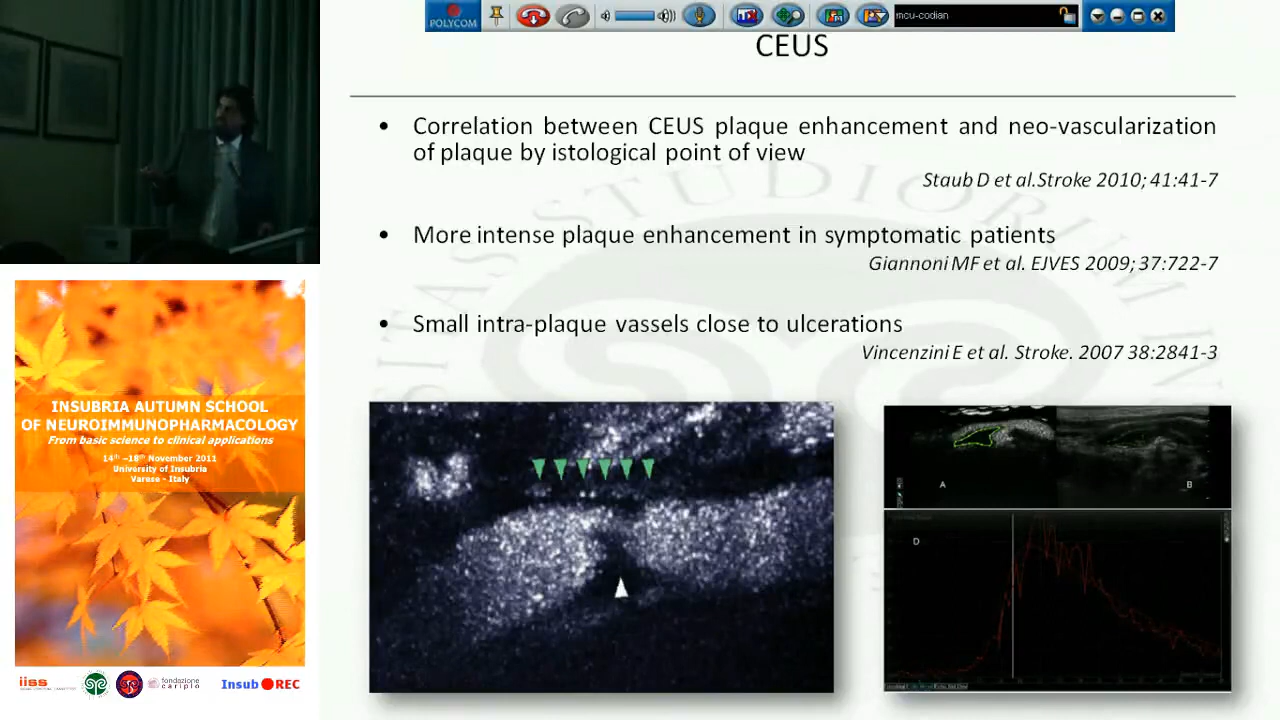 POLYCOM
mcu-codian
CEUS
• Correlation between CEUS plaque enhancement and neo-vascularization
of plaque by istological point of view
Staub D et al.Stroke 2010; 41:41-7
• More intense plaque enhancement in symptomatic patients
Giannoni MF et al. EJVES 2009; 37:722-7
• Small intra-plaque vessels close to ulcerations
Vincenzini E et al. Stroke. 2007 38:2841-3
A
B
D
INSUBRIA AUTUMN SCHOOL
OF NEUROIMMUNOPHARMACOLOGY
From basic science to clinical applications
14th –18th November 2011
University of Insubria
Varese - Italy
iiss
fondazione
cariplo
Insub REC